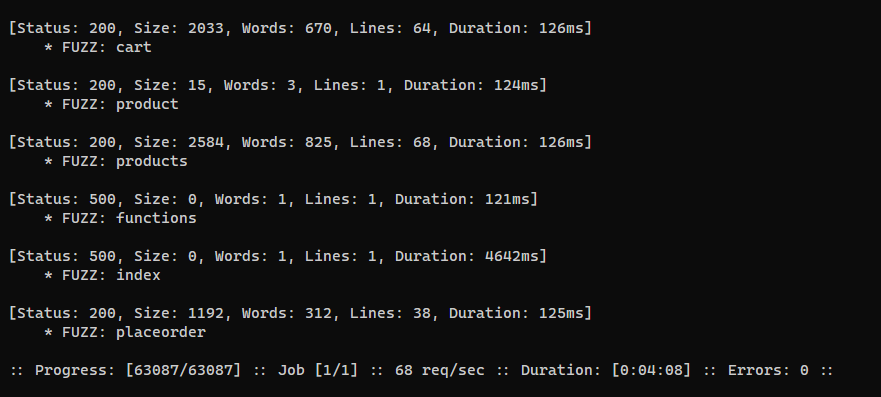 [Status: 200, Size: 2033, Words: 670, Lines: 64, Duration: 126ms]
* FUZZ: cart
[Status: 200, Size: 15, Words: 3, Lines: 1, Duration: 124ms]
* FUZZ: product
[Status: 200, Size: 2584, Words: 825, Lines: 68, Duration: 126ms]
* FUZZ: products
[Status: 500, Size: 0, Words: 1, Lines: 1, Duration: 121ms]
* FUZZ: functions
[Status: 500, Size: 0, Words: 1, Lines: 1, Duration: 4642ms]
* FUZZ: index
[Status: 200, Size: 1192, Words: 312, Lines: 38, Duration: 125ms]
* FUZZ: placeorder
:: Progress: [63087/63087] :: Job [1/1] :: 68 req/sec :: Duration: [0:04:08] :: Errors: 0 ::